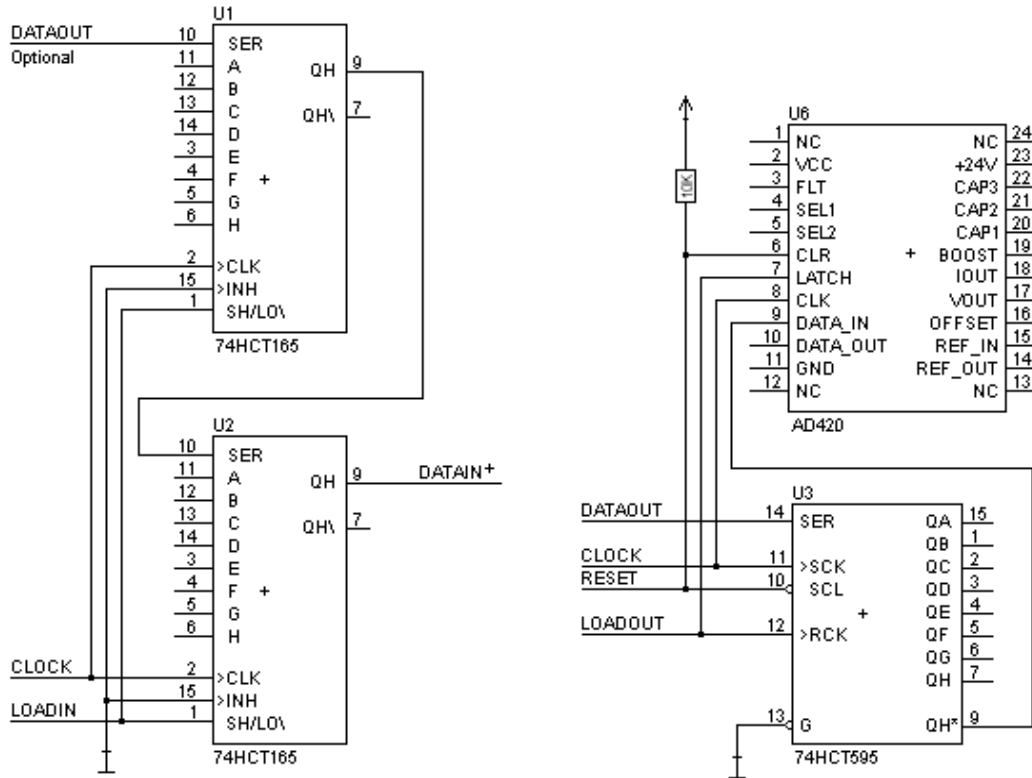 U1
DATAOUT 10 SER
Optional
11 A
12 B
13 C
14 D
3 E
4 F +
5 G
6 H
QH 9
QH\ 7
2 >CLK
15 >INH
1 SH/LO\
74HCT165
U2
10 SER
11 A
12 B
13 C
14 D
3 E
4 F +
5 G
6 H
QH 9 DATAIN+
QH\ 7
CLOCK 2 >CLK
15 >INH
LOADIN 1 SH/LO\
74HCT165
10K
U6
1 NC
2 VCC
3 FLT
4 SEL1
5 SEL2
6 CLR
7 LATCH
8 CLK
9 DATA_IN
10 DATA_OUT
11 GND
12 NC
+
NC 24
+24V 23
CAP3 22
CAP2 21
CAP1 20
BOOST 19
IOUT 18
VOUT 17
OFFSET 16
REF_IN 15
REF_OUT 14
NC 13
AD420
U3
DATAOUT 14 SER
CLOCK 11 >SCK
RESET 10 SCL
LOADOUT 12 >RCK
13 G
+
QA 15
QB 1
QC 2
QD 3
QE 4
QF 5
QG 6
QH 7
QH* 9
74HCT595